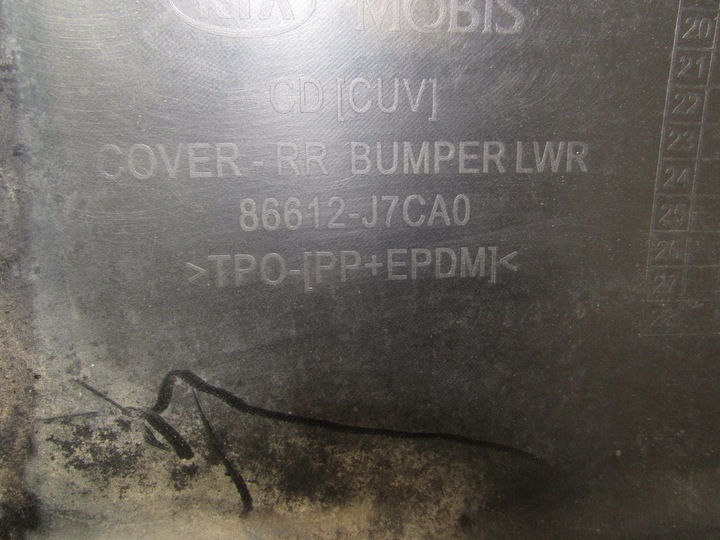 KIA MOBIS
CD [CUV]
COVER - RR BUMPER LWR
86612-J7CA0
>TPO-[PP+EPDM]<
20
21
22
23
24
25
26
27
28